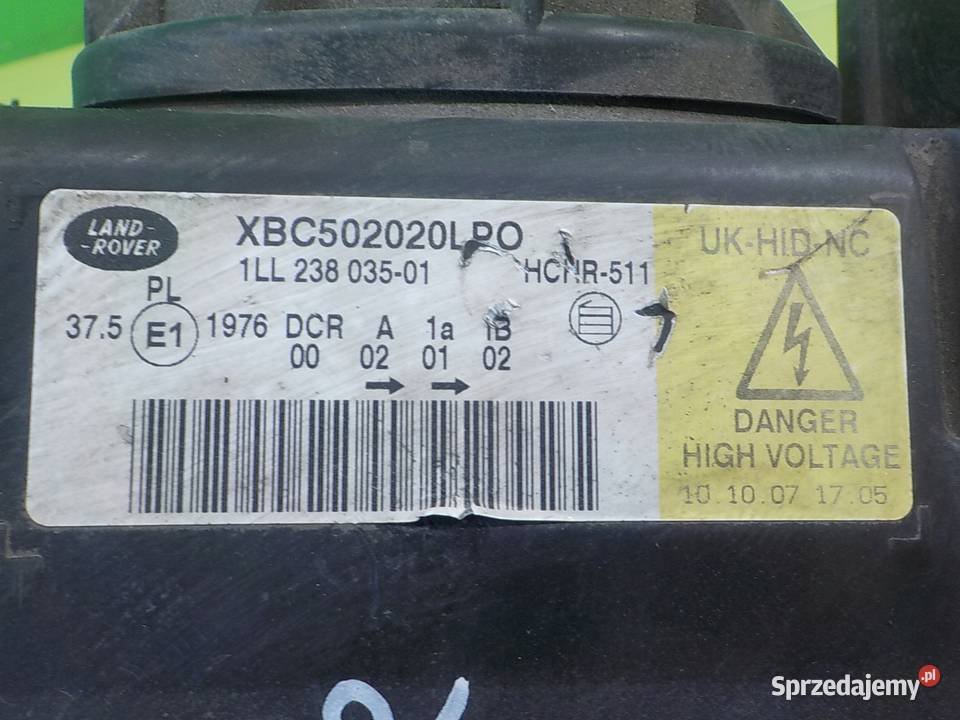 LAND-
-ROVER
XBC502020LPO
1LL 238 035-01
HCHR-511
PL
37.5 E1 1976 DCR A 1a IB
00 02 01 02
UK-HID-NC
DANGER
HIGH VOLTAGE
10.10.07 17.05
Sprzedajemy.pl